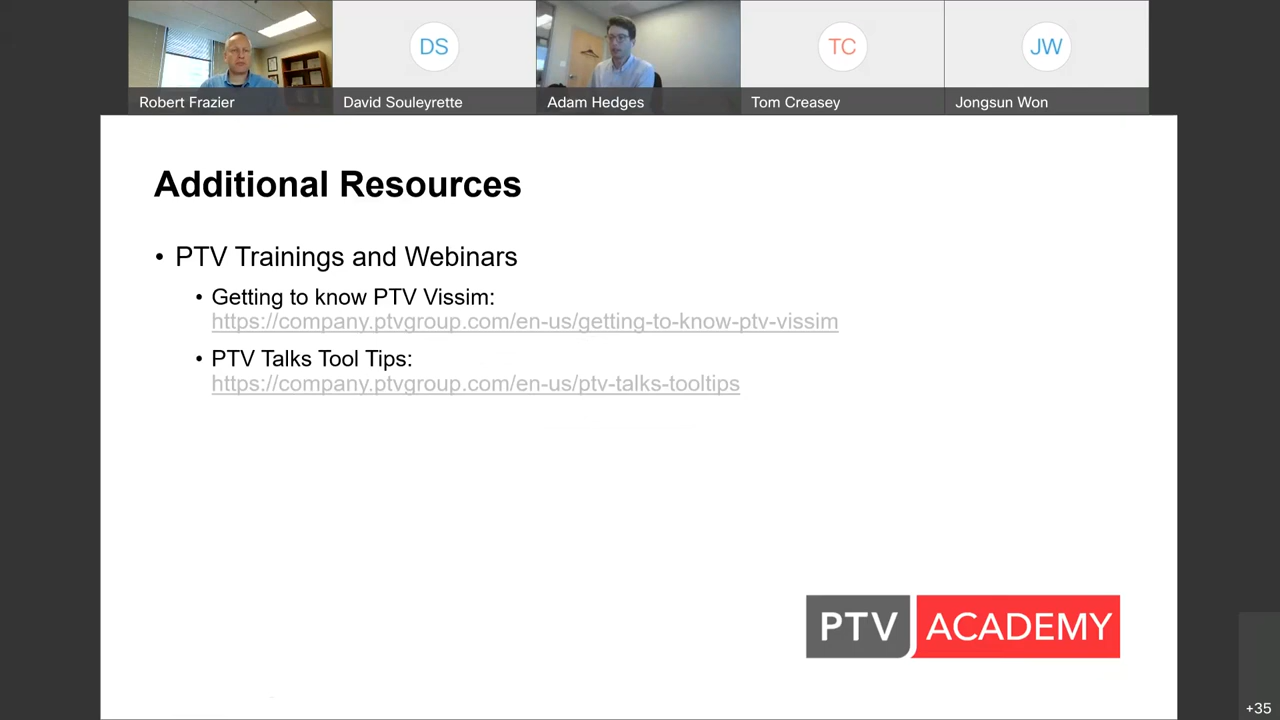 DS
TC
JW
Robert Frazier
David Souleyrette
Adam Hedges
Tom Creasey
Jongsun Won
Additional Resources
• PTV Trainings and Webinars
• Getting to know PTV Vissim:
https://company.ptvgroup.com/en-us/getting-to-know-ptv-vissim
• PTV Talks Tool Tips:
https://company.ptvgroup.com/en-us/ptv-talks-tooltips
PTV ACADEMY
+35